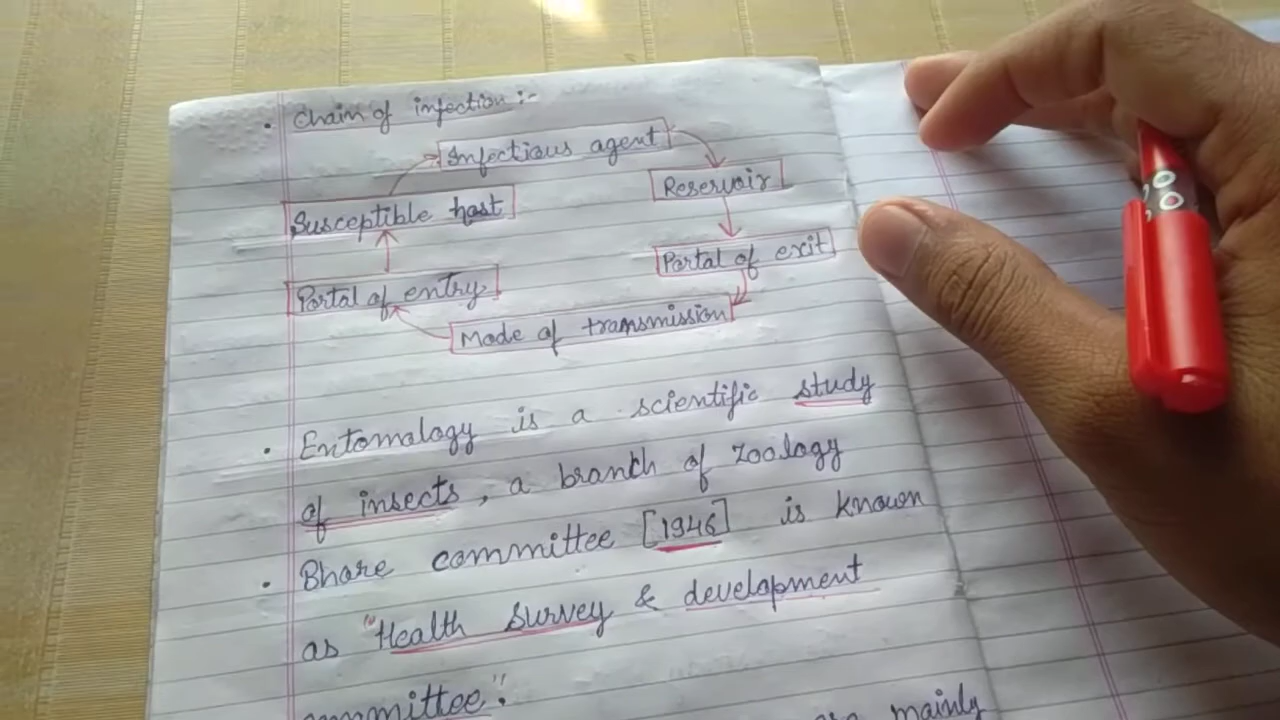 • Chain of infection :-
Infectious agent
Reservoir
Susceptible host
Portal of exit
Portal of entry
Mode of transmission
• Entomology is a scientific study
of insects, a branch of zoology
• Bhore committee [1946] is known
as "Health Survey & development
committee".
mainly